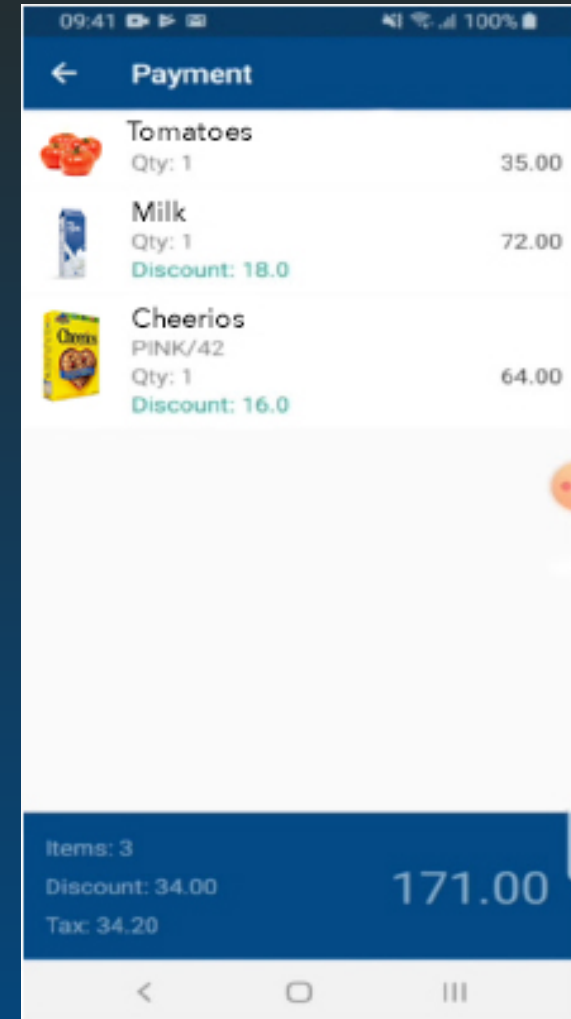 09:41 100%
Payment
Tomatoes
Qty: 1 35.00
Milk
Qty: 1 72.00
Discount: 18.0
Cheerios
Cheerios
PINK/42
Qty: 1 64.00
Discount: 16.0
Items: 3
Discount: 34.00 171.00
Tax: 34.20